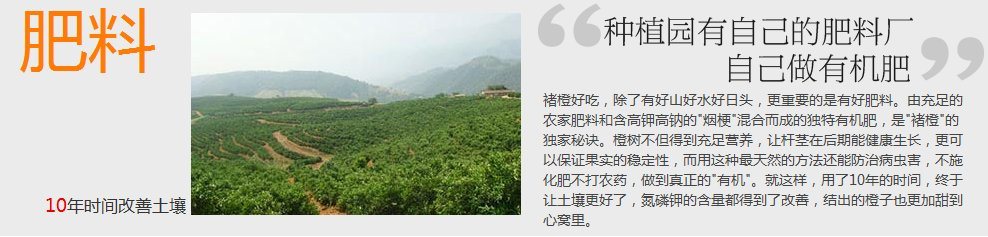 肥料
10年时间改善土壤
种植园有自己的肥料厂
自己做有机肥
褚橙好吃，除了有好山好水好日头，更重要的是有好肥料。由充足的
农家肥料和含高钾高钠的"烟梗"混合而成的独特有机肥，是"褚橙"的
独家秘诀。橙树不但得到充足营养，让杆茎在后期能健康生长，更可
以保证果实的稳定性，而用这种最天然的方法还能防治病虫害，不施
化肥不打农药，做到真正的"有机"。就这样，用了10年的时间，终于
让土壤更好了，氮磷钾的含量都得到了改善，结出的橙子也更加甜到
心窝里。